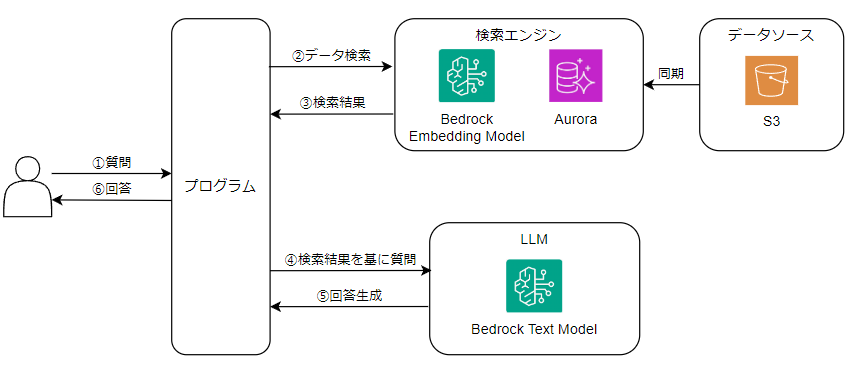 ①質問
⑥回答
プログラム
②データ検索
③検索結果
検索エンジン
Bedrock
Embedding Model
Aurora
同期
データソース
S3
④検索結果を基に質問
⑤回答生成
LLM
Bedrock Text Model